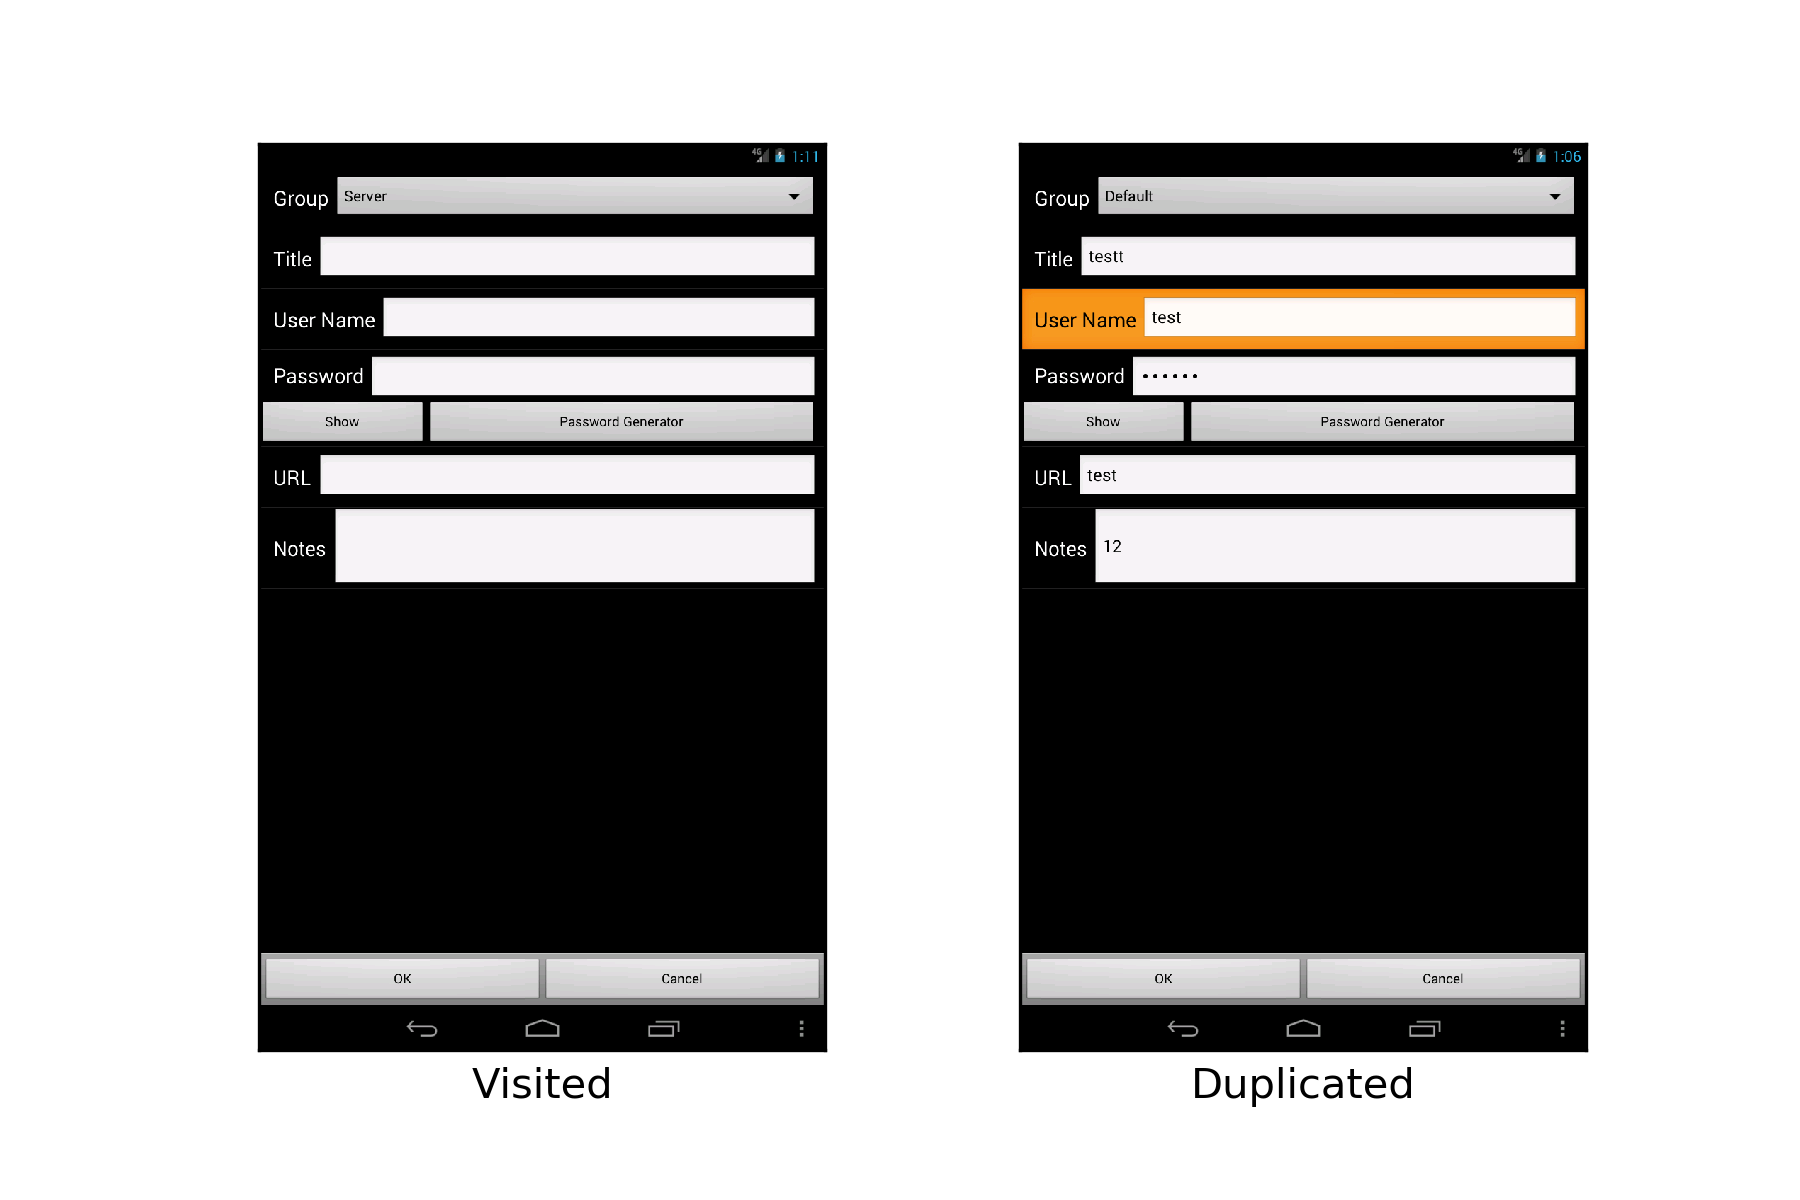 4G 1:11
Group Server
Title
User Name
Password
Show Password Generator
URL
Notes
OK Cancel
Visited
4G 1:06
Group Default
Title testt
User Name test
Password ••••••
Show Password Generator
URL test
Notes 12
OK Cancel
Duplicated